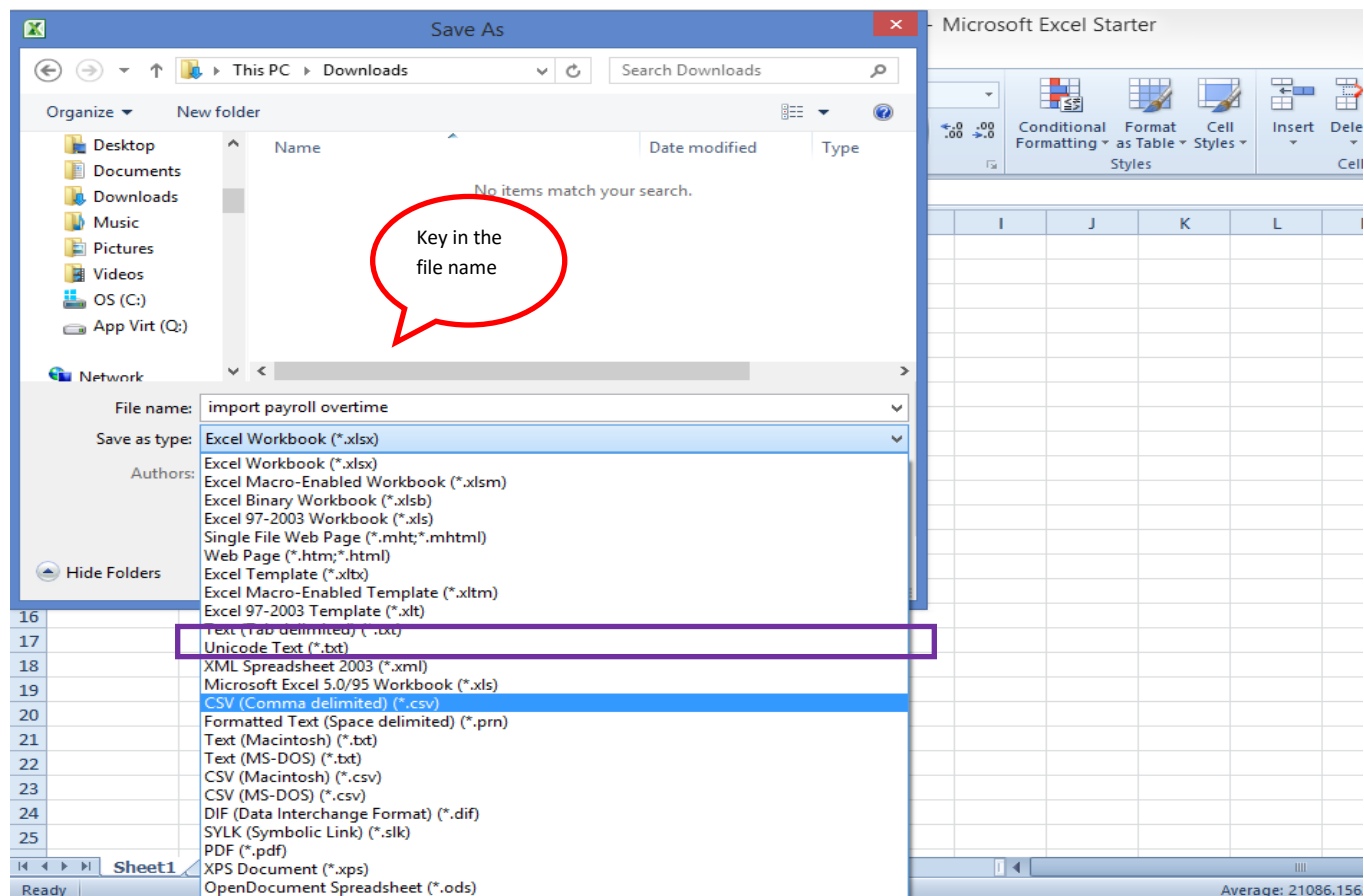 Save As
- Microsoft Excel Starter
This PC Downloads
Search Downloads
Organize New folder
Desktop
Documents
Downloads
Music
Pictures
Videos
OS (C:)
App Virt (Q:)
Network
Name Date modified Type
No items match your search.
Key in the
file name
File name: import payroll overtime
Save as type: Excel Workbook (*.xlsx)
Authors:
Excel Workbook (*.xlsx)
Excel Macro-Enabled Workbook (*.xlsm)
Excel Binary Workbook (*.xlsb)
Excel 97-2003 Workbook (*.xls)
Single File Web Page (*.mht;*.mhtml)
Web Page (*.htm;*.html)
Excel Template (*.xltx)
Excel Macro-Enabled Template (*.xltm)
Excel 97-2003 Template (*.xlt)
Text (Tab delimited) (*.txt)
Unicode Text (*.txt)
XML Spreadsheet 2003 (*.xml)
Microsoft Excel 5.0/95 Workbook (*.xls)
CSV (Comma delimited) (*.csv)
Formatted Text (Space delimited) (*.prn)
Text (Macintosh) (*.txt)
Text (MS-DOS) (*.txt)
CSV (Macintosh) (*.csv)
CSV (MS-DOS) (*.csv)
DIF (Data Interchange Format) (*.dif)
SYLK (Symbolic Link) (*.slk)
PDF (*.pdf)
XPS Document (*.xps)
OpenDocument Spreadsheet (*.ods)
Hide Folders
.0 .00
.00 .0
Conditional Format Cell Insert Dele
Formatting as Table Styles
Styles Cell
I J K L
16
17
18
19
20
21
22
23
24
25
Sheet1
Ready
Average: 21086.156